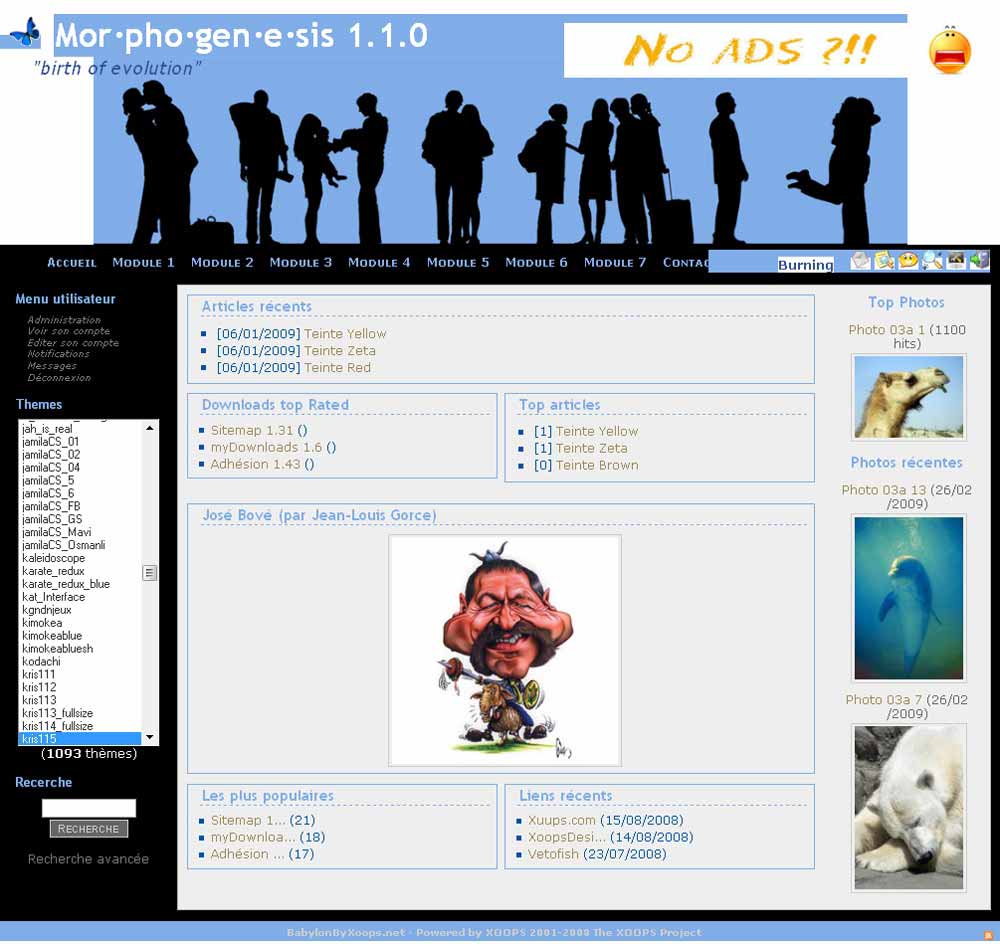 Mor·pho·gen·e·sis 1.1.0
"birth of evolution"
No ADS ?!!
Accueil Module 1 Module 2 Module 3 Module 4 Module 5 Module 6 Module 7 Contac
Burning
Menu utilisateur
Administration
Voir son compte
Editer son compte
Notifications
Messages
Déconnexion
Themes
jah_is_real
jamilaCS_01
jamilaCS_02
jamilaCS_04
jamilaCS_5
jamilaCS_6
jamilaCS_FB
jamilaCS_GS
jamilaCS_Mavi
jamilaCS_Osmanli
kaleidoscope
karate_redux
karate_redux_blue
kat_Interface
kgndnjeux
kimokea
kimokeablue
kimokeabluesh
kodachi
kris111
kris112
kris113
kris113_fullsize
kris114_fullsize
kris115
(1093 thèmes)
Recerche
Recherche
Recherche avancée
Articles récents
[06/01/2009] Teinte Yellow
[06/01/2009] Teinte Zeta
[06/01/2009] Teinte Red
Downloads top Rated
Sitemap 1.31 ()
myDownloads 1.6 ()
Adhésion 1.43 ()
Top articles
[1] Teinte Yellow
[1] Teinte Zeta
[0] Teinte Brown
José Bové (par Jean-Louis Gorce)
Les plus populaires
Sitemap 1... (21)
myDownloa... (18)
Adhésion ... (17)
Liens récents
Xuups.com (15/08/2008)
XoopsDesi... (14/08/2008)
Vetofish (23/07/2008)
Top Photos
Photo 03a 1 (1100
hits)
Photos récentes
Photo 03a 13 (26/02
/2009)
Photo 03a 7 (26/02
/2009)
BabylonByXoops.net - Powered by XOOPS 2001-2008 The XOOPS Project